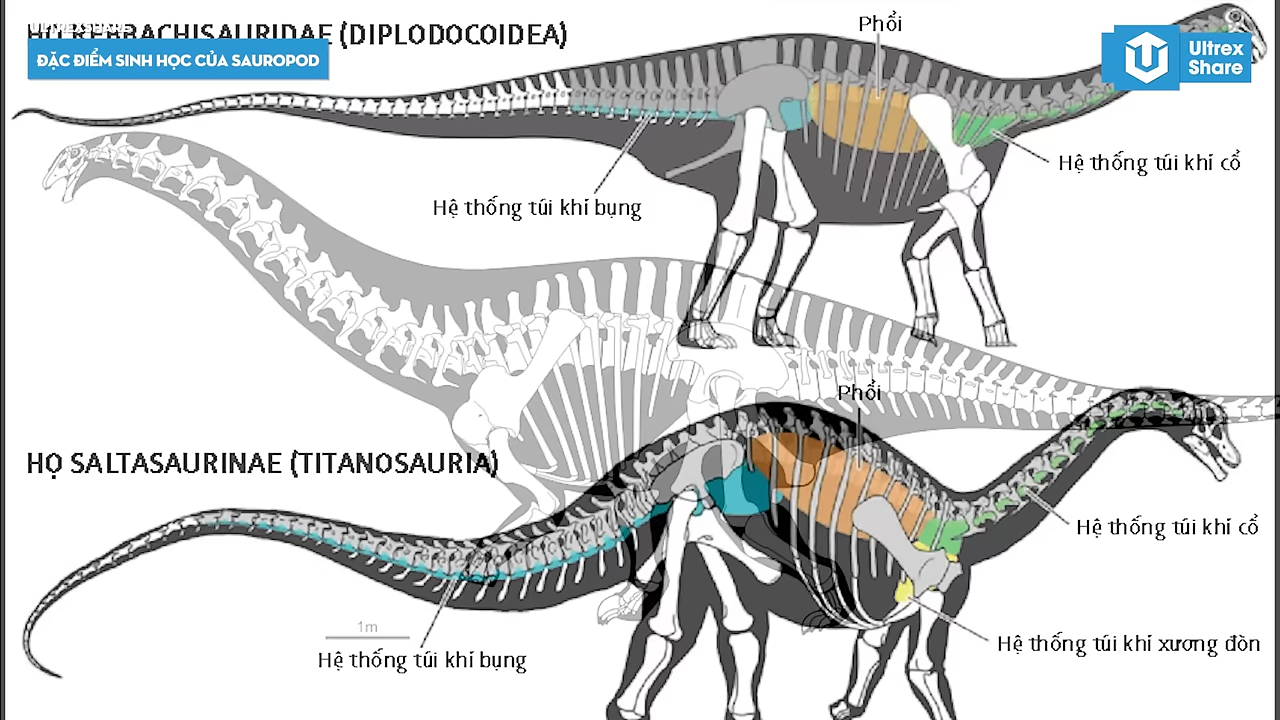 (DIPLODOCOIDEA)
ĐẶC ĐIỂM SINH HỌC CỦA SAUROPOD
Phổi
Ultrex
Share
Hệ thống túi khí cổ
Hệ thống túi khí bụng
Phổi
HỌ SALTASAURINAE (TITANOSAURIA)
Hệ thống túi khí cổ
1m
Hệ thống túi khí bụng
Hệ thống túi khí xương đòn